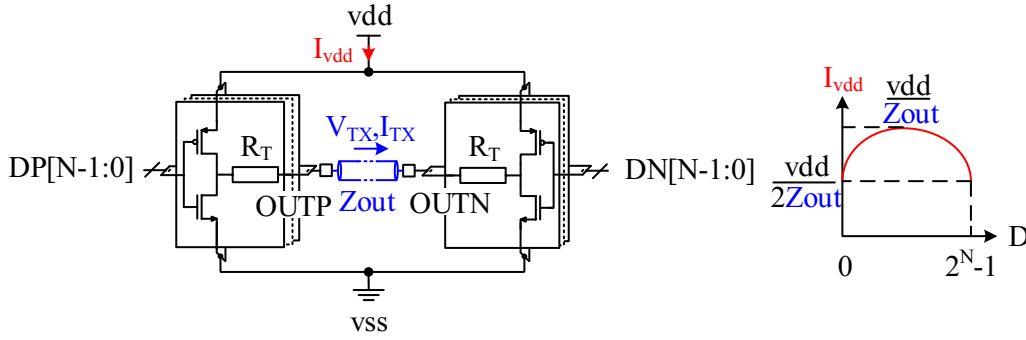 vdd
I_vdd
V_TX,I_TX
R_T
R_T
DP[N-1:0]
DN[N-1:0]
OUTP
Zout
OUTN
vss
I_vdd
vdd
Zout
vdd
2Zout
D
0
2^N-1